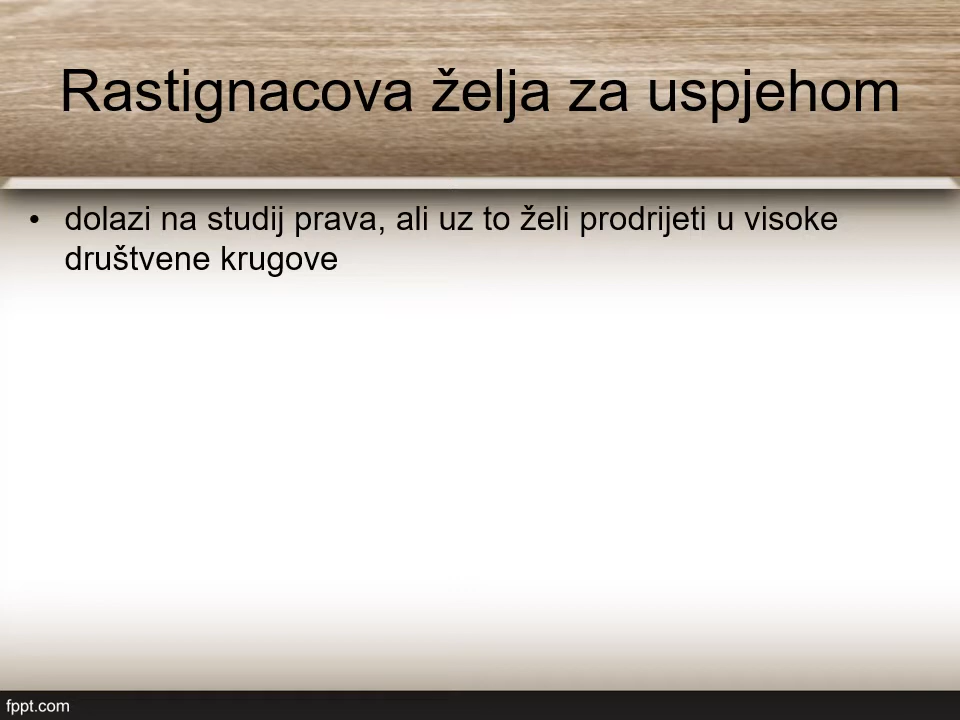 Rastignacova želja za uspjehom
• dolazi na studij prava, ali uz to želi prodrijeti u visoke
društvene krugove
fppt.com